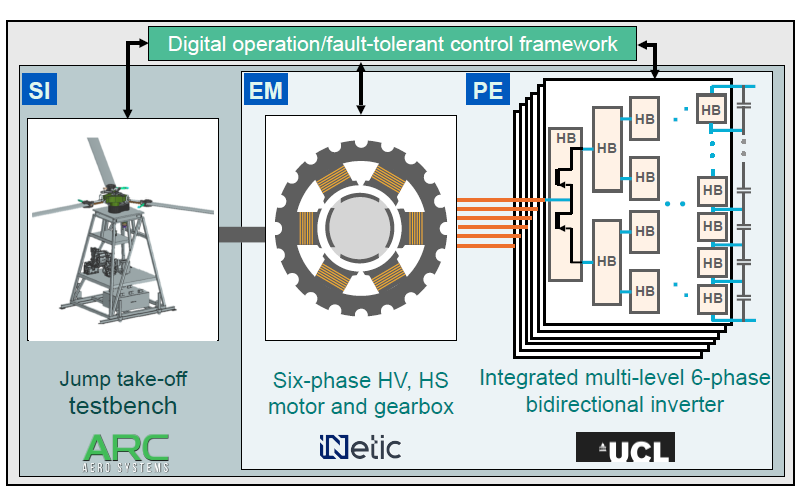 Digital operation/fault-tolerant control framework
SI
EM
PE
HB
HB
HB
HB
HB
HB
HB
HB
HB
HB
HB
HB
Jump take-off
testbench
ARC
AERO SYSTEMS
Six-phase HV, HS
motor and gearbox
iNetic
Integrated multi-level 6-phase
bidirectional inverter
UCL